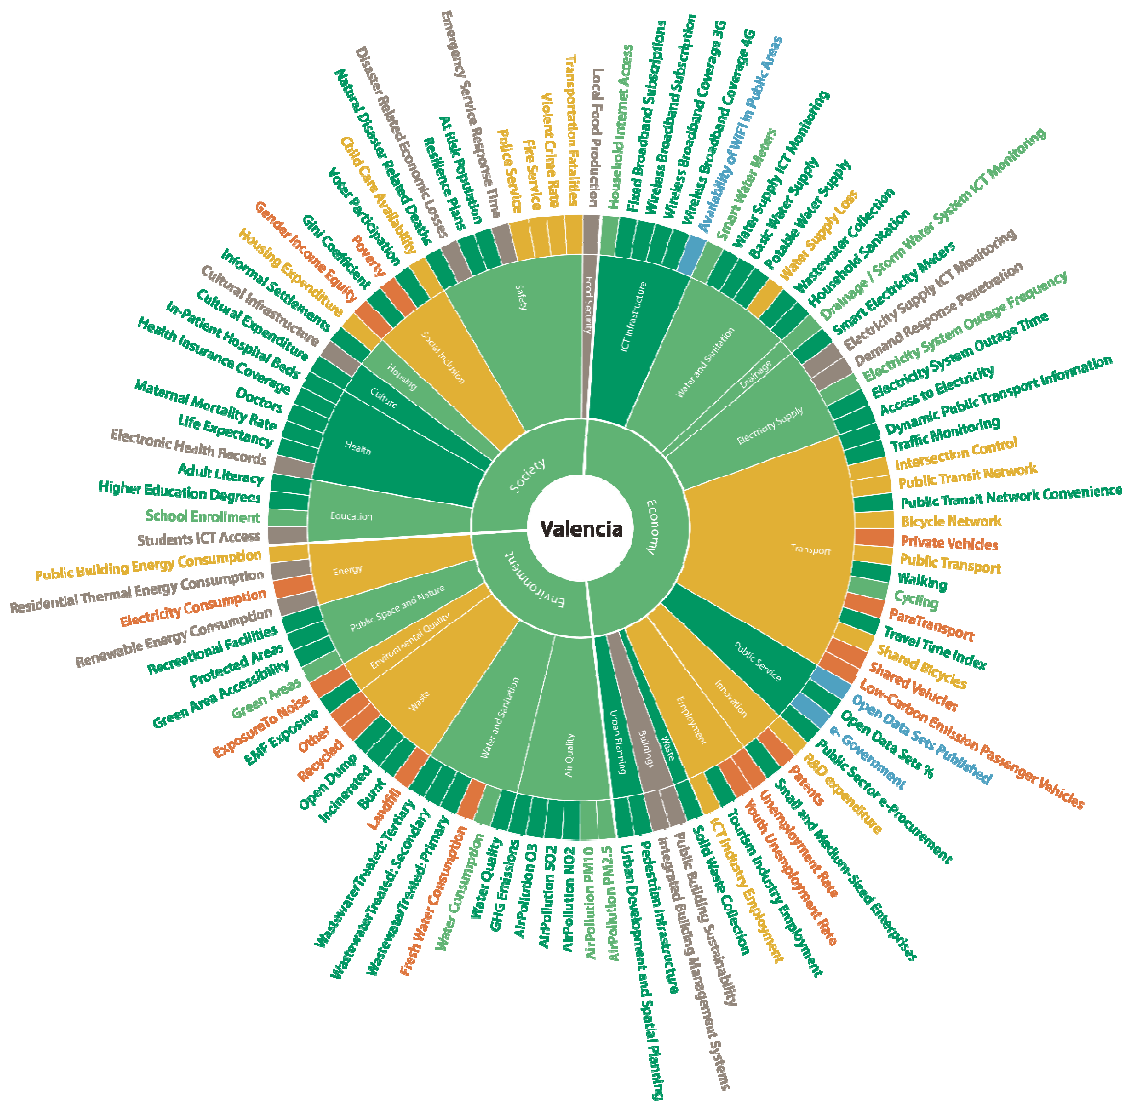 Valencia
Society
Economy
Environment
Safety
Food Security
ICT Infrastructure
Water and Sanitation
Drainage
Electricity Supply
Transport
Public Service
Innovation
Employment
Waste
Buildings
Urban Planning
Air Quality
Water and Sanitation
Waste
Environmental Quality
Public Space and Nature
Energy
Education
Health
Culture
Housing
Social Inclusion
Local Food Production
Household Internet Access
Fixed Broadband Subscriptions
Wireless Broadband Subscription
Wireless Broadband Coverage 3G
Wireless Broadband Coverage 4G
Availability of WIFI in Public Areas
Smart Water Meters
Water Supply ICT Monitoring
Basic Water Supply
Potable Water Supply
Water Supply Loss
Wastewater Collection
Household Sanitation
Drainage / Storm Water System ICT Monitoring
Smart Electricity Meters
Electricity Supply ICT Monitoring
Demand Response Penetration
Electricity System Outage Frequency
Electricity System Outage Time
Access to Electricity
Dynamic Public Transport Information
Traffic Monitoring
Intersection Control
Public Transit Network
Public Transit Network Convenience
Bicycle Network
Private Vehicles
Public Transport
Walking
Cycling
ParaTransport
Travel Time Index
Shared Bicycles
Shared Vehicles
Low-Carbon Emission Passenger Vehicles
Open Data Sets Published
Open Data Sets %
e- Government
Public Sector e-Procurement
R&D expenditure
Patents
Small and Medium-Sized Enterprises
Unemployment Rate
Youth Unemployment Rate
Tourism Industry Employment
ICT Industry Employment
Solid Waste Collection
Public Building Sustainability
Integrated Building Management Systems
Pedestrian infrastructure
Urban Development and Spatial Planning
AirPollution PM2.5
AirPollution PM10
AirPollution NO2
AirPollution SO2
AirPollution O3
GHG Emissions
Water Quality
Water Consumption
Fresh Water Consumption
WastewaterTreated: Primary
WastewaterTreated: Secondary
WastewaterTreated: Tertiary
Landfill
Burnt
Incinerated
Open Dump
Recycled
Other
EMF Exposure
ExposureTo Noise
Green Areas
Green Area Accessibility
Protected Areas
Recreational Facilities
Renewable Energy Consumption
Electricity Consumption
Residential Thermal Energy Consumption
Public Building Energy Consumption
Students ICT Access
School Enrollment
Higher Education Degrees
Adult Literacy
Electronic Health Records
Life Expectancy
Maternal Mortality Rate
Doctors
Health Insurance Coverage
In-Patient Hospital Beds
Cultural Expenditure
Cultural Infrastructure
Informal Settlements
Housing Expenditure
Gender Income Equity
Gini Coefficient
Poverty
Voter Participation
Child Care Availability
Natural Disaster Related Deaths
Disaster Related Economic Losses
Resilience Plans
At Risk Population
Emergency Service Response Time
Police Service
Fire Service
Violent Crime Rate
Transportation Fatalities